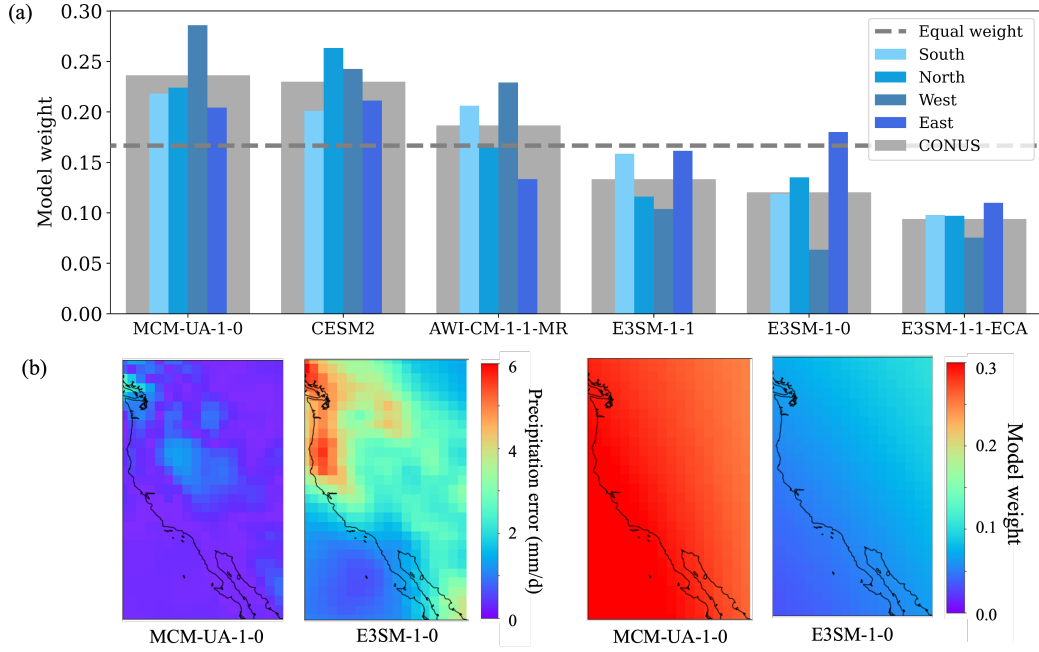 (a)
0.30
0.25
0.20
0.15
0.10
0.05
0.00
Model weight
Equal weight
South
North
West
East
CONUS
MCM-UA-1-0 CESM2 AWI-CM-1-1-MR E3SM-1-1 E3SM-1-0 E3SM-1-1-ECA
(b)
6
4
2
0
Precipitation error (mm/d)
0.3
0.2
0.1
0.0
Model weight
MCM-UA-1-0 E3SM-1-0 MCM-UA-1-0 E3SM-1-0